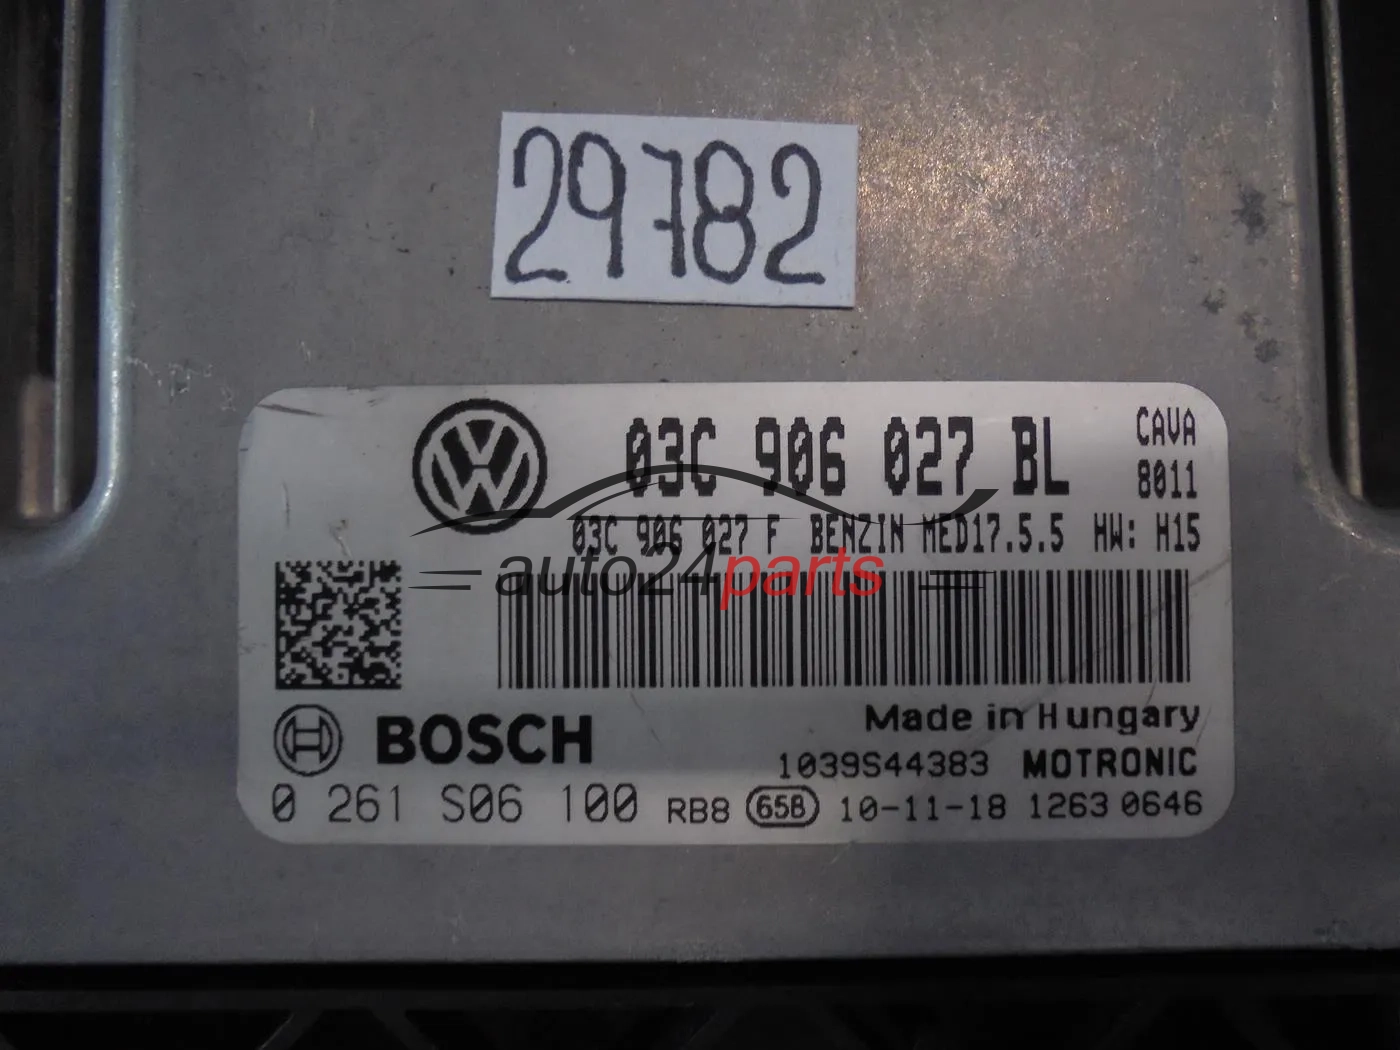 29782
03C 906 027 BL
CAVA
8011
03C 906 027 F BENZIN MED17.5.5 HW: H15
auto24parts
BOSCH
Made in Hungary
1039S44383 MOTRONIC
0 261 S06 100 RB8 65B 10-11-18 1263 0646